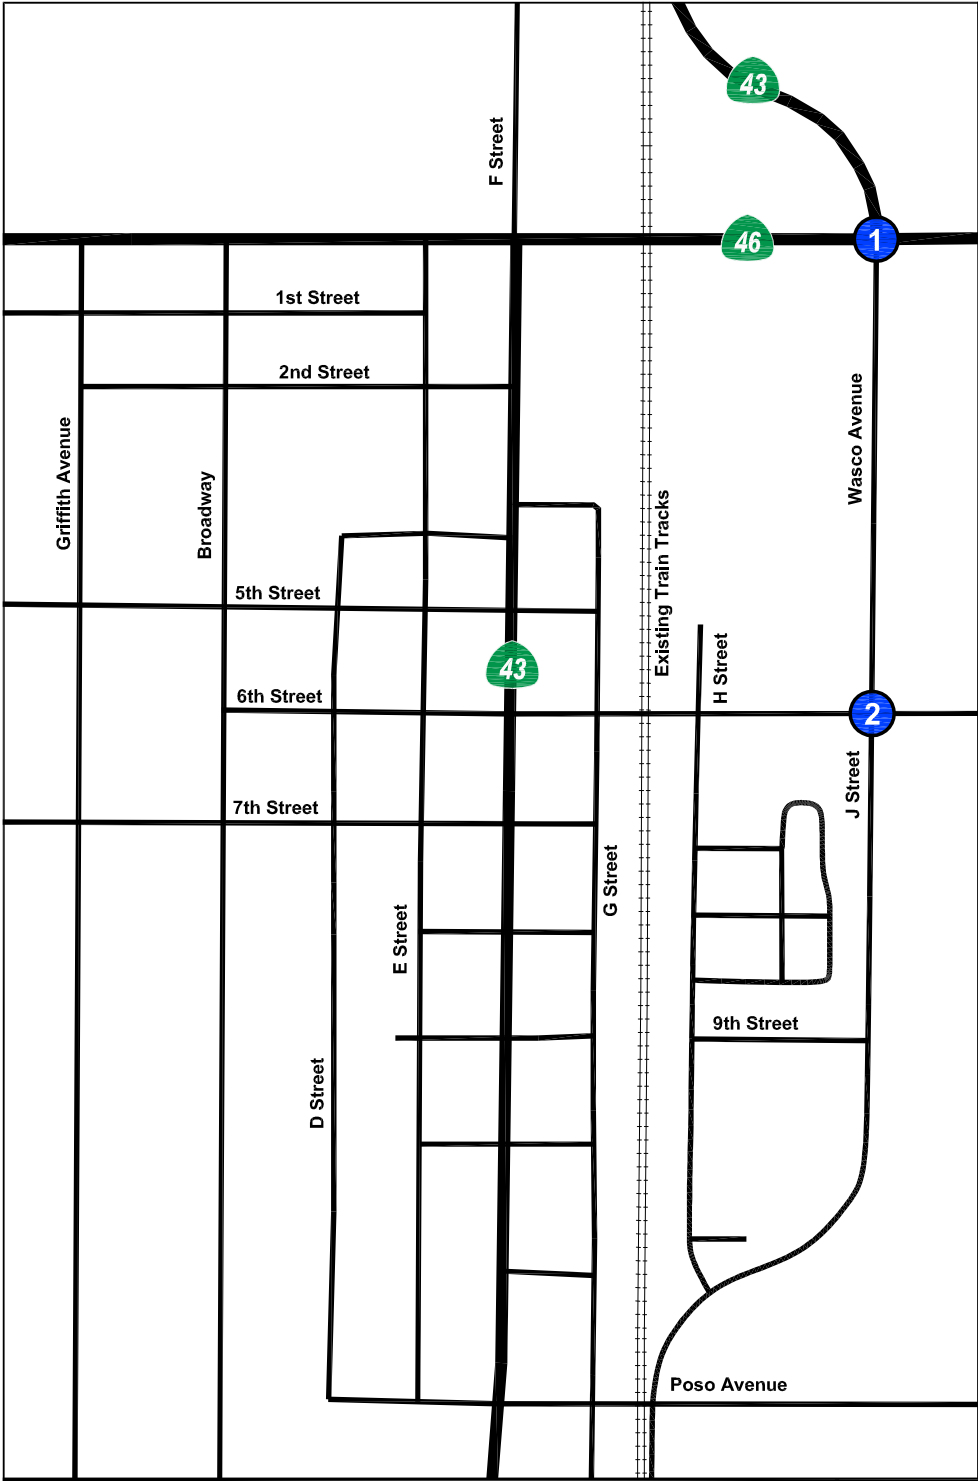 43
F Street
46
1
1st Street
2nd Street
Wasco Avenue
Griffith Avenue
Broadway
Existing Train Tracks
5th Street
H Street
43
6th Street
2
J Street
7th Street
G Street
E Street
9th Street
D Street
Poso Avenue